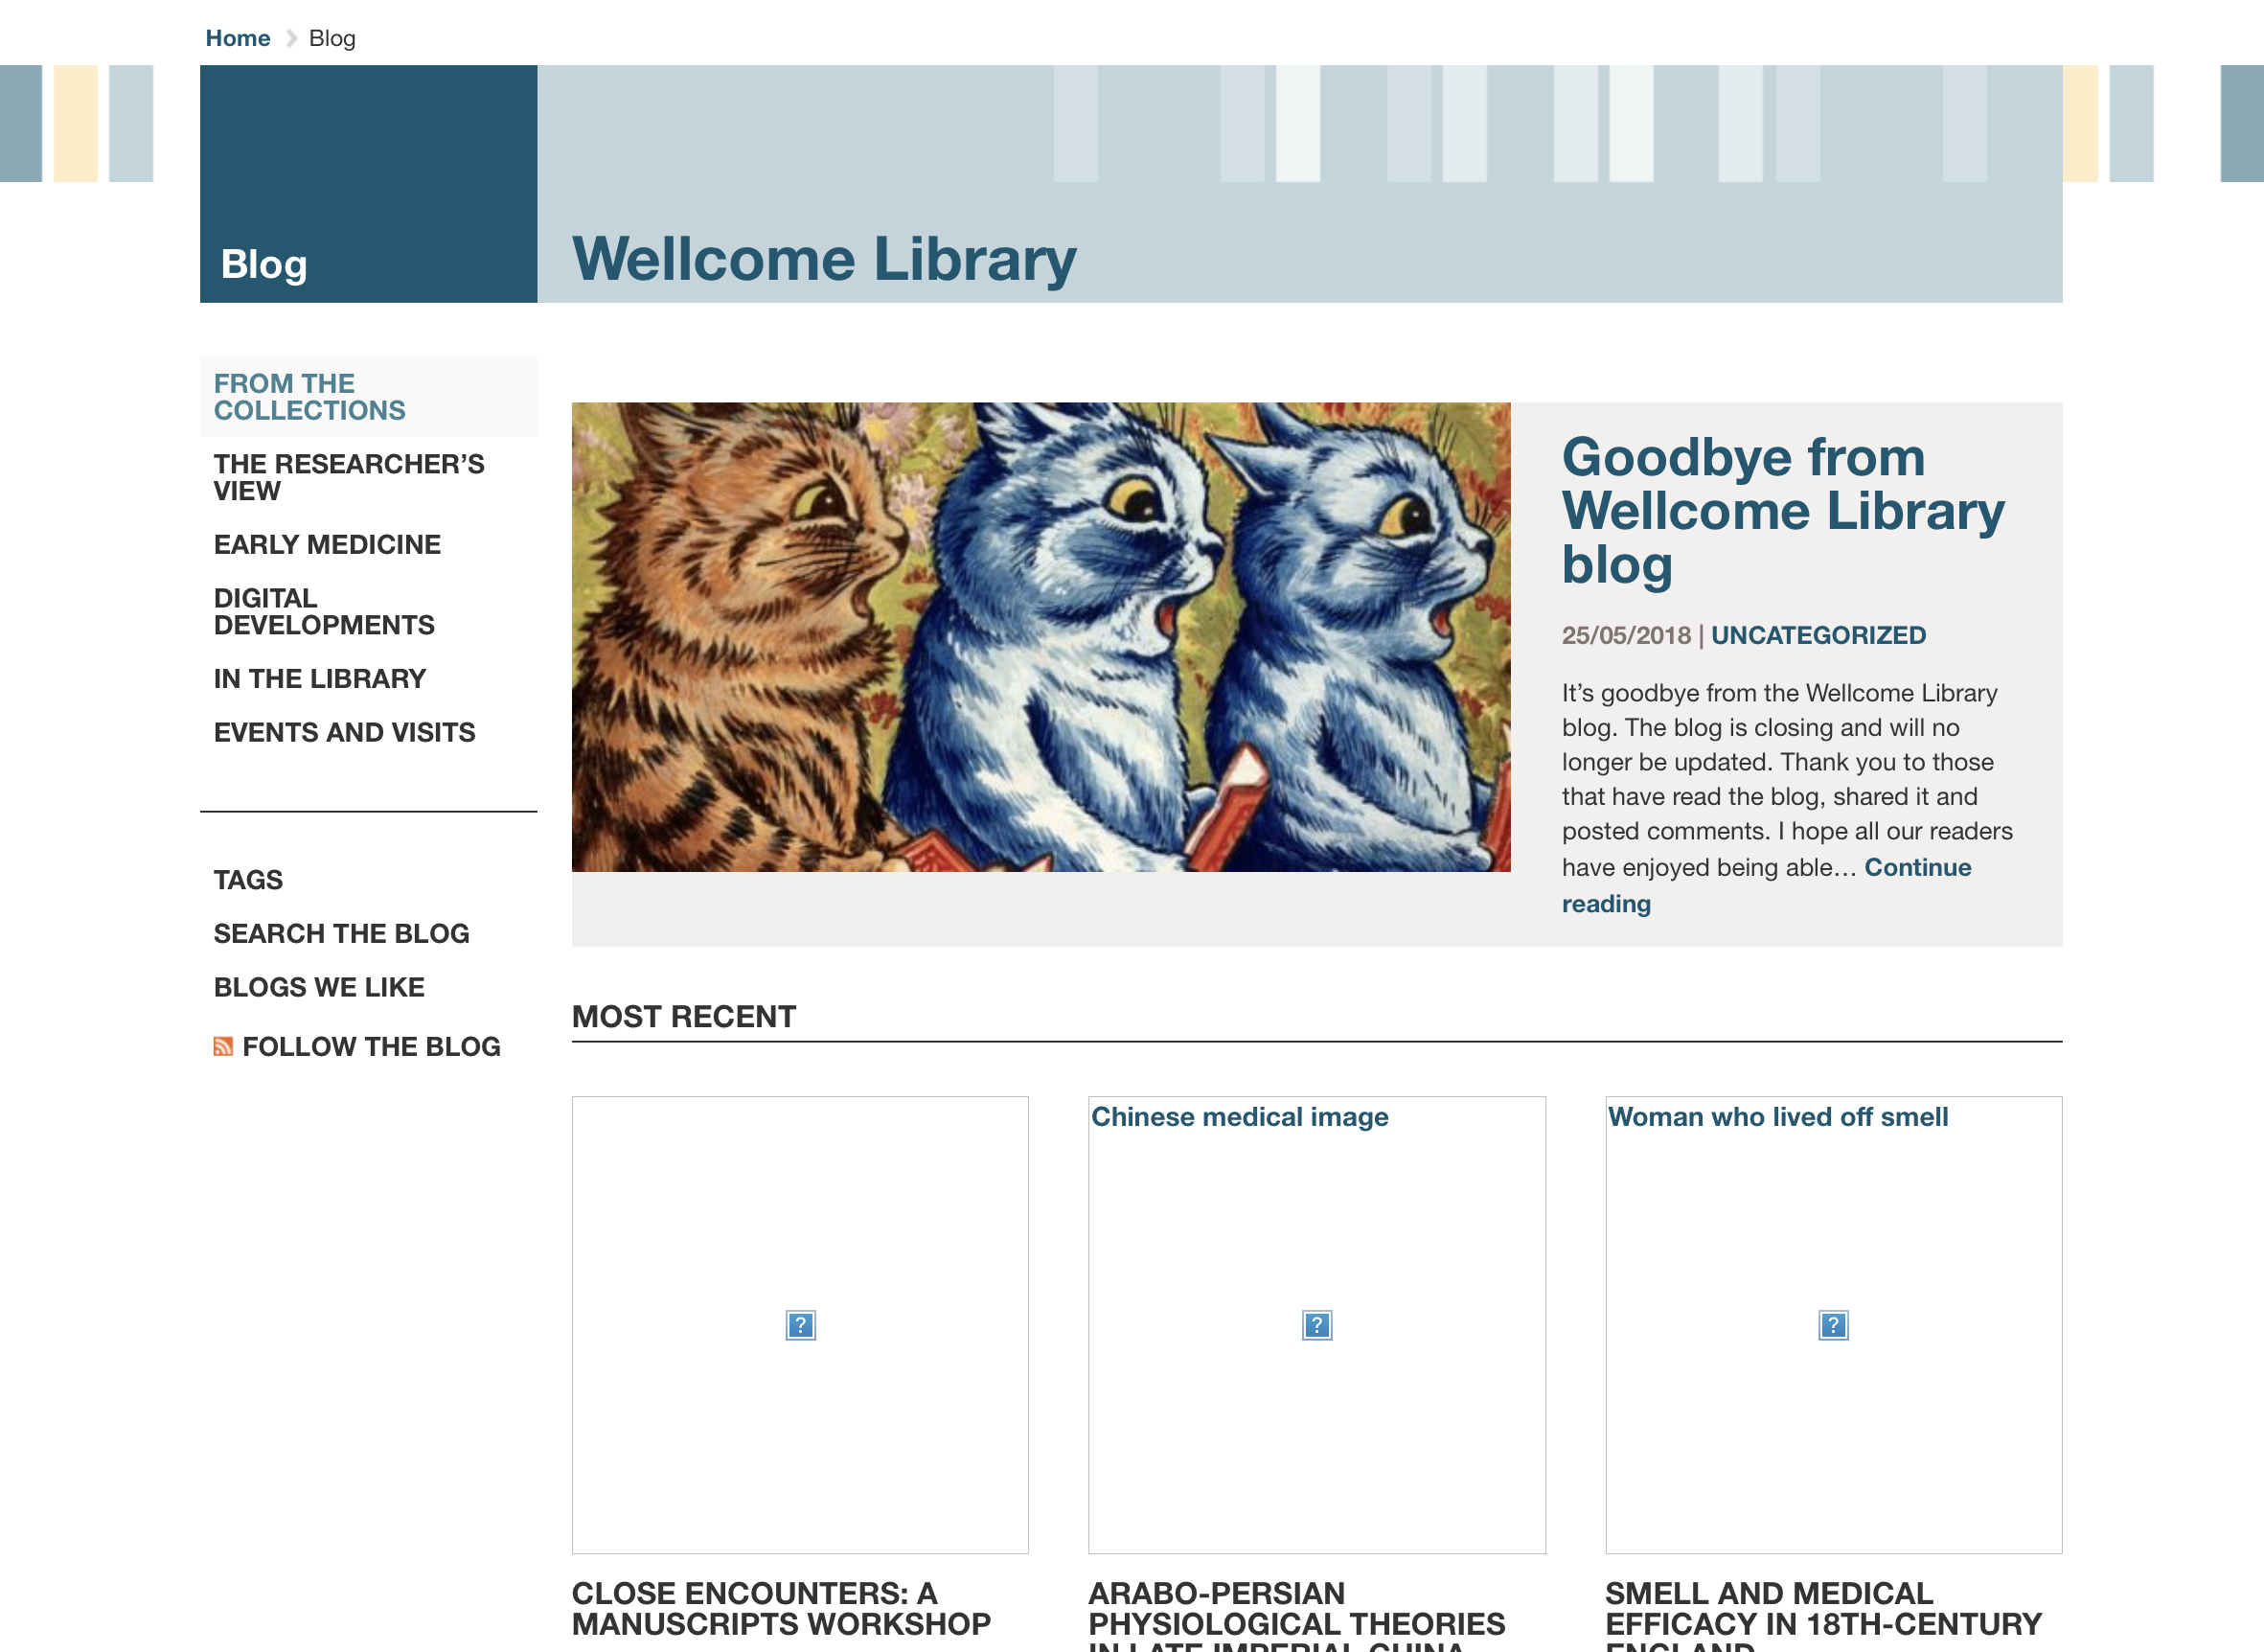 Home Blog
Blog
Wellcome Library
FROM THE
COLLECTIONS
THE RESEARCHER’S
VIEW
EARLY MEDICINE
DIGITAL
DEVELOPMENTS
IN THE LIBRARY
EVENTS AND VISITS
TAGS
SEARCH THE BLOG
BLOGS WE LIKE
FOLLOW THE BLOG
Goodbye from
Wellcome Library
blog
25/05/2018 | UNCATEGORIZED
It’s goodbye from the Wellcome Library
blog. The blog is closing and will no
longer be updated. Thank you to those
that have read the blog, shared it and
posted comments. I hope all our readers
have enjoyed being able… Continue
reading
MOST RECENT
CLOSE ENCOUNTERS: A
MANUSCRIPTS WORKSHOP
Chinese medical image
ARABO-PERSIAN
PHYSIOLOGICAL THEORIES
IN LATE IMPERIAL CHINA
Woman who lived off smell
SMELL AND MEDICAL
EFFICACY IN 18TH-CENTURY
ENGLAND